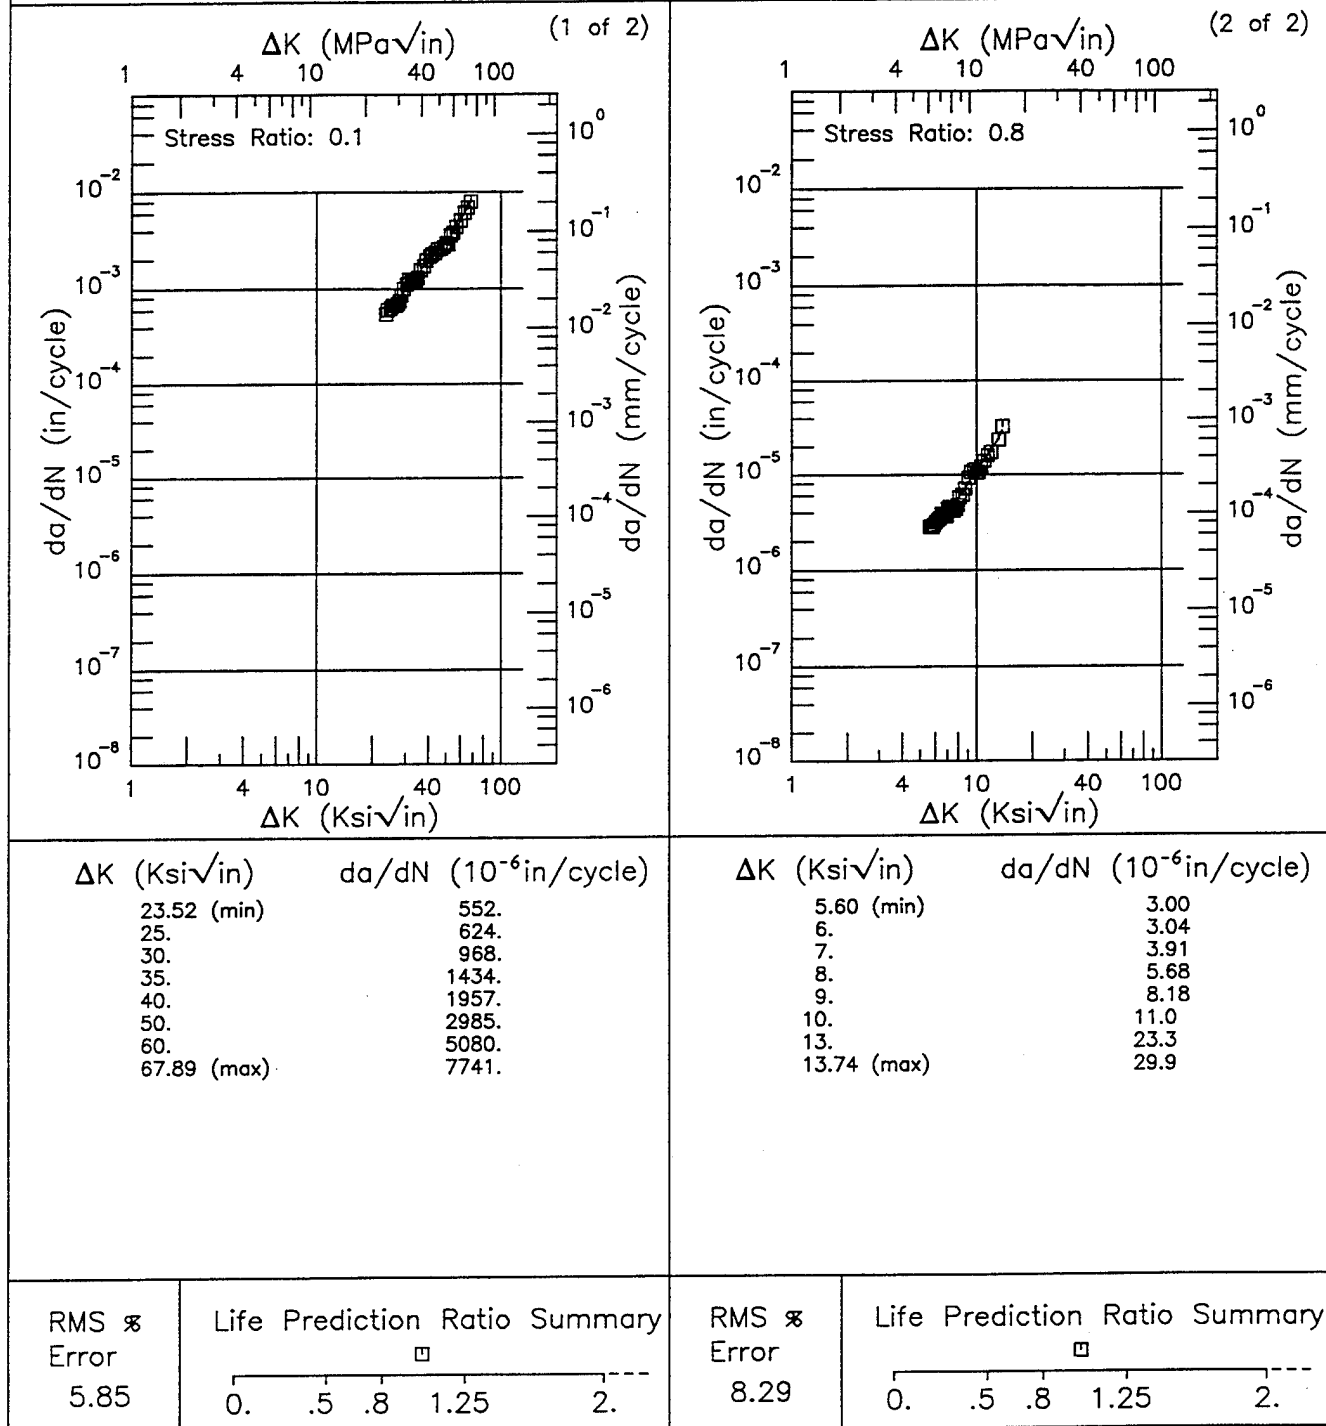 (1 of 2)
ΔK (MPa√in)
1 4 10 40 100
Stress Ratio: 0.1
10⁻²
10⁻³
10⁻⁴
10⁻⁵
10⁻⁶
10⁻⁷
10⁻⁸
da/dN (in/cycle)
10⁰
10⁻¹
10⁻²
10⁻³
10⁻⁴
10⁻⁵
10⁻⁶
da/dN (mm/cycle)
1 4 10 40 100
ΔK (Ksi√in)
ΔK (Ksi√in) da/dN (10⁻⁶in/cycle)
23.52 (min) 552.
25. 624.
30. 968.
35. 1434.
40. 1957.
50. 2985.
60. 5080.
67.89 (max) 7741.
RMS %
Error
5.85
Life Prediction Ratio Summary
0. .5 .8 1.25 2.
(2 of 2)
ΔK (MPa√in)
1 4 10 40 100
Stress Ratio: 0.8
10⁻²
10⁻³
10⁻⁴
10⁻⁵
10⁻⁶
10⁻⁷
10⁻⁸
da/dN (in/cycle)
10⁰
10⁻¹
10⁻²
10⁻³
10⁻⁴
10⁻⁵
10⁻⁶
da/dN (mm/cycle)
1 4 10 40 100
ΔK (Ksi√in)
ΔK (Ksi√in) da/dN (10⁻⁶in/cycle)
5.60 (min) 3.00
6. 3.04
7. 3.91
8. 5.68
9. 8.18
10. 11.0
13. 23.3
13.74 (max) 29.9
RMS %
Error
8.29
Life Prediction Ratio Summary
0. .5 .8 1.25 2.